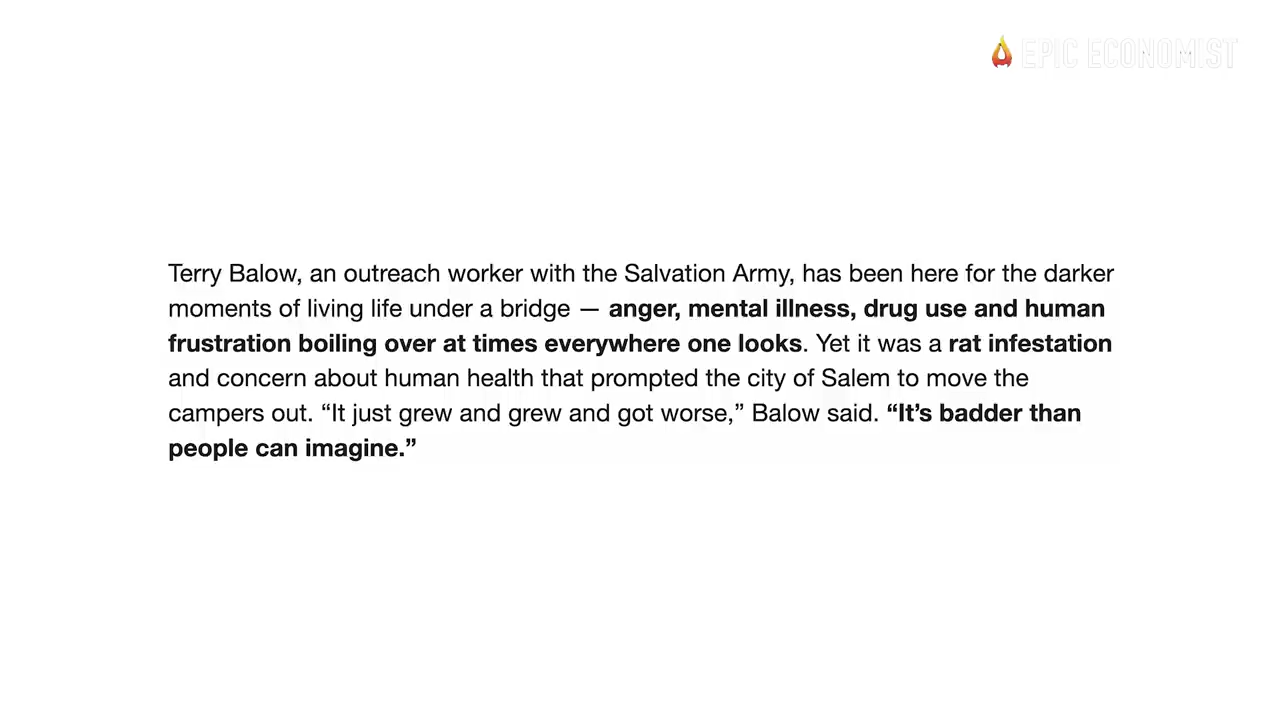 EPIC ECONOMIST
Terry Balow, an outreach worker with the Salvation Army, has been here for the darker
moments of living life under a bridge — anger, mental illness, drug use and human
frustration boiling over at times everywhere one looks. Yet it was a rat infestation
and concern about human health that prompted the city of Salem to move the
campers out. “It just grew and grew and got worse,” Balow said. “It’s badder than
people can imagine.”